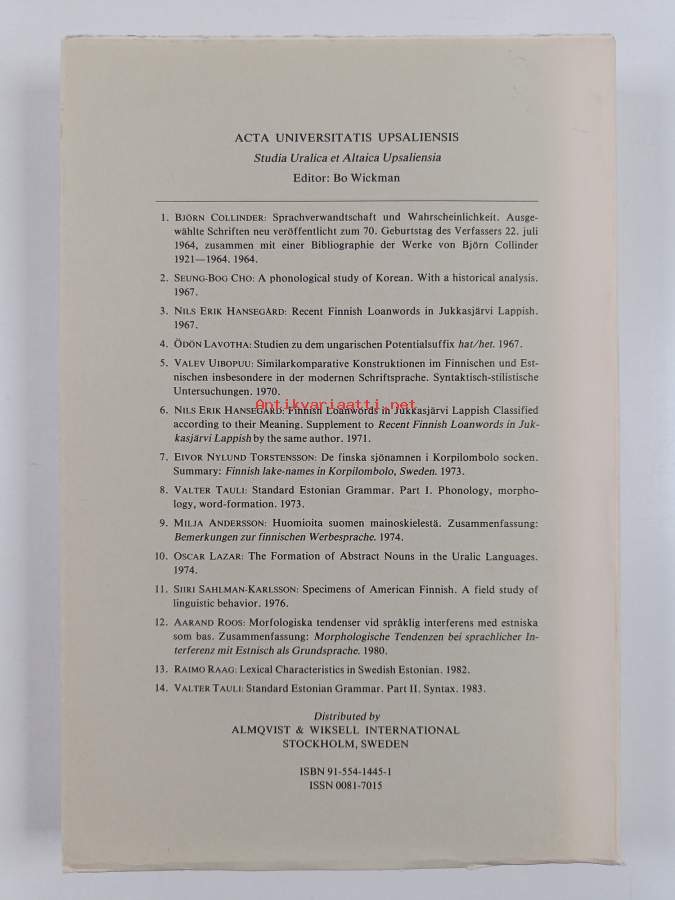 ACTA UNIVERSITATIS UPSALIENSIS
Studia Uralica et Altaica Upsaliensia
Editor: Bo Wickman
1. BJÖRN COLLINDER: Sprachverwandtschaft und Wahrscheinlichkeit. Ausge-
wählte Schriften neu veröffentlicht zum 70. Geburtstag des Verfassers 22. juli
1964, zusammen mit einer Bibliographie der Werke von Björn Collinder
1921—1964. 1964.
2. SEUNG-BOG CHO: A phonological study of Korean. With a historical analysis.
1967.
3. NILS ERIK HANSEGÅRD: Recent Finnish Loanwords in Jukkasjärvi Lappish.
1967.
4. ÖDÖN LAVOTHA: Studien zu dem ungarischen Potentialsuffix hat/het. 1967.
5. VALEV UIBOPUU: Similarkomparative Konstruktionen im Finnischen und Est-
nischen insbesondere in der modernen Schriftsprache. Syntaktisch-stilistische
Untersuchungen. 1970.
Antikvariaatti.net
6. NILS ERIK HANSEGÅRD: Finnish Loanwords in Jukkasjärvi Lappish Classified
according to their Meaning. Supplement to Recent Finnish Loanwords in Juk-
kasjärvi Lappish by the same author. 1971.
7. EIVOR NYLUND TORSTENSSON: De finska sjönamnen i Korpilombolo socken.
Summary: Finnish lake-names in Korpilombolo, Sweden. 1973.
8. VALTER TAULI: Standard Estonian Grammar. Part I. Phonology, morpho-
logy, word-formation. 1973.
9. MILJA ANDERSSON: Huomioita suomen mainoskielestä. Zusammenfassung:
Bemerkungen zur finnischen Werbesprache. 1974.
10. OSCAR LAZAR: The Formation of Abstract Nouns in the Uralic Languages.
1974.
11. SIIRI SAHLMAN-KARLSSON: Specimens of American Finnish. A field study of
linguistic behavior. 1976.
12. AARAND ROOS: Morfologiska tendenser vid språklig interferens med estniska
som bas. Zusammenfassung: Morphologische Tendenzen bei sprachlicher In-
terferenz mit Estnisch als Grundsprache. 1980.
13. RAIMO RAAG: Lexical Characteristics in Swedish Estonian. 1982.
14. VALTER TAULI: Standard Estonian Grammar. Part II. Syntax. 1983.
Distributed by
ALMQVIST & WIKSELL INTERNATIONAL
STOCKHOLM, SWEDEN
ISBN 91-554-1445-1
ISSN 0081-7015